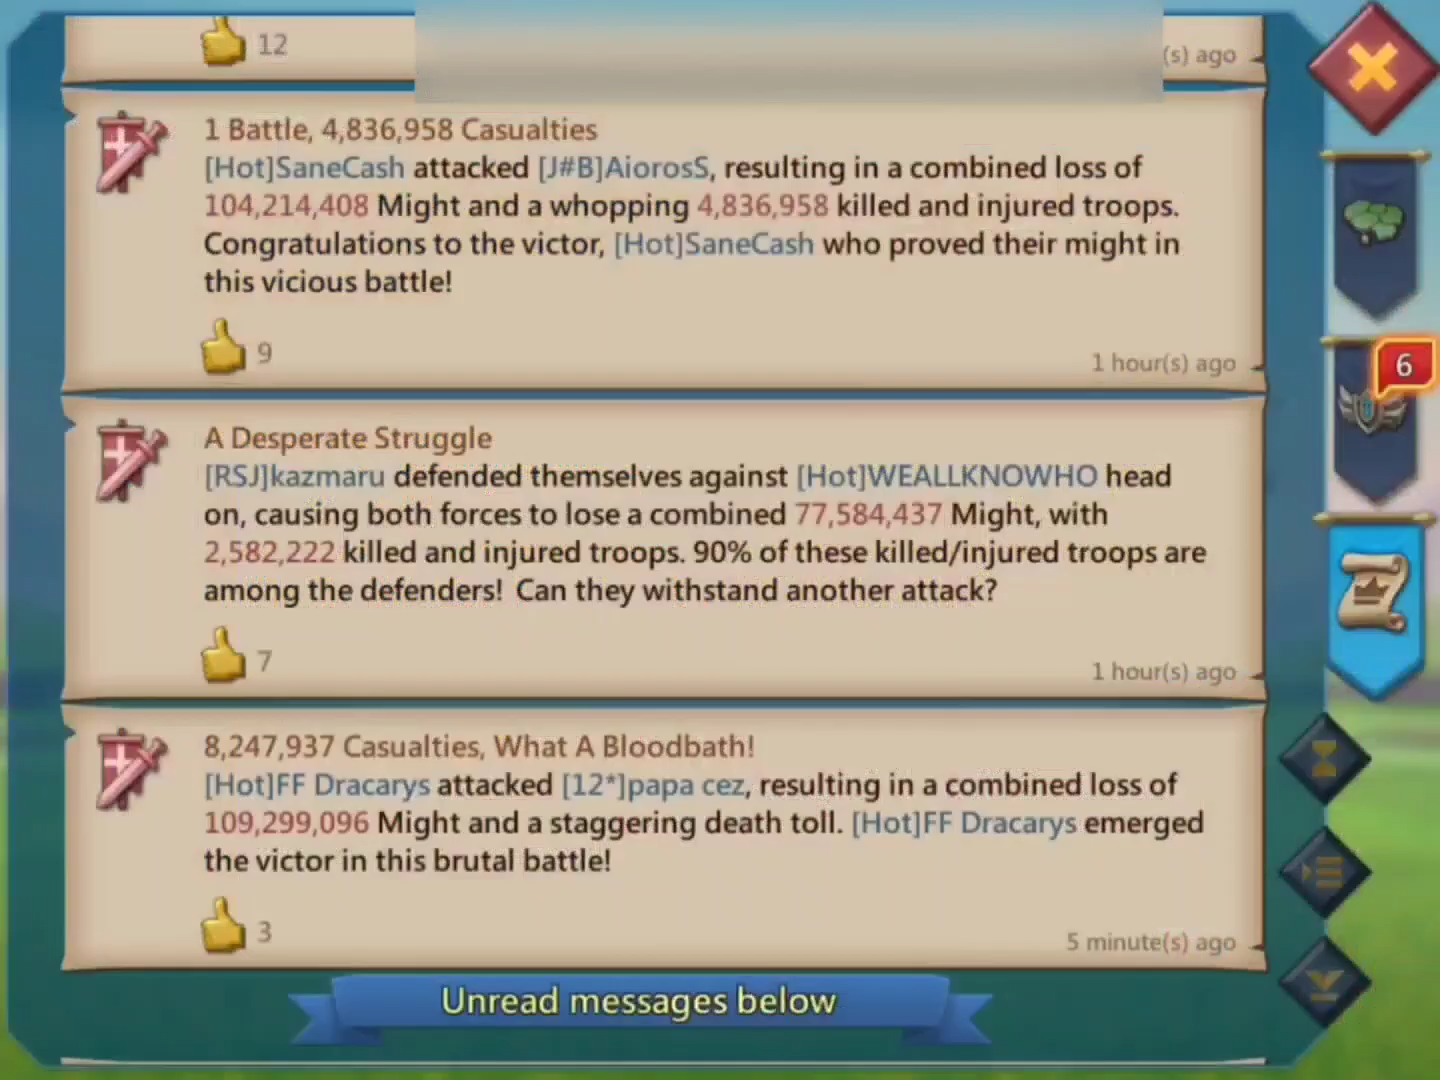 12
(s) ago
1 Battle, 4,836,958 Casualties
[Hot]SaneCash attacked [J#B]AiorosS, resulting in a combined loss of
104,214,408 Might and a whopping 4,836,958 killed and injured troops.
Congratulations to the victor, [Hot]SaneCash who proved their might in
this vicious battle!
9
1 hour(s) ago
6
A Desperate Struggle
[RSJ]kazmaru defended themselves against [Hot]WEALLKNOWHO head
on, causing both forces to lose a combined 77,584,437 Might, with
2,582,222 killed and injured troops. 90% of these killed/injured troops are
among the defenders! Can they withstand another attack?
7
1 hour(s) ago
8,247,937 Casualties, What A Bloodbath!
[Hot]FF Dracarys attacked [12*]papa cez, resulting in a combined loss of
109,299,096 Might and a staggering death toll. [Hot]FF Dracarys emerged
the victor in this brutal battle!
3
5 minute(s) ago
Unread messages below